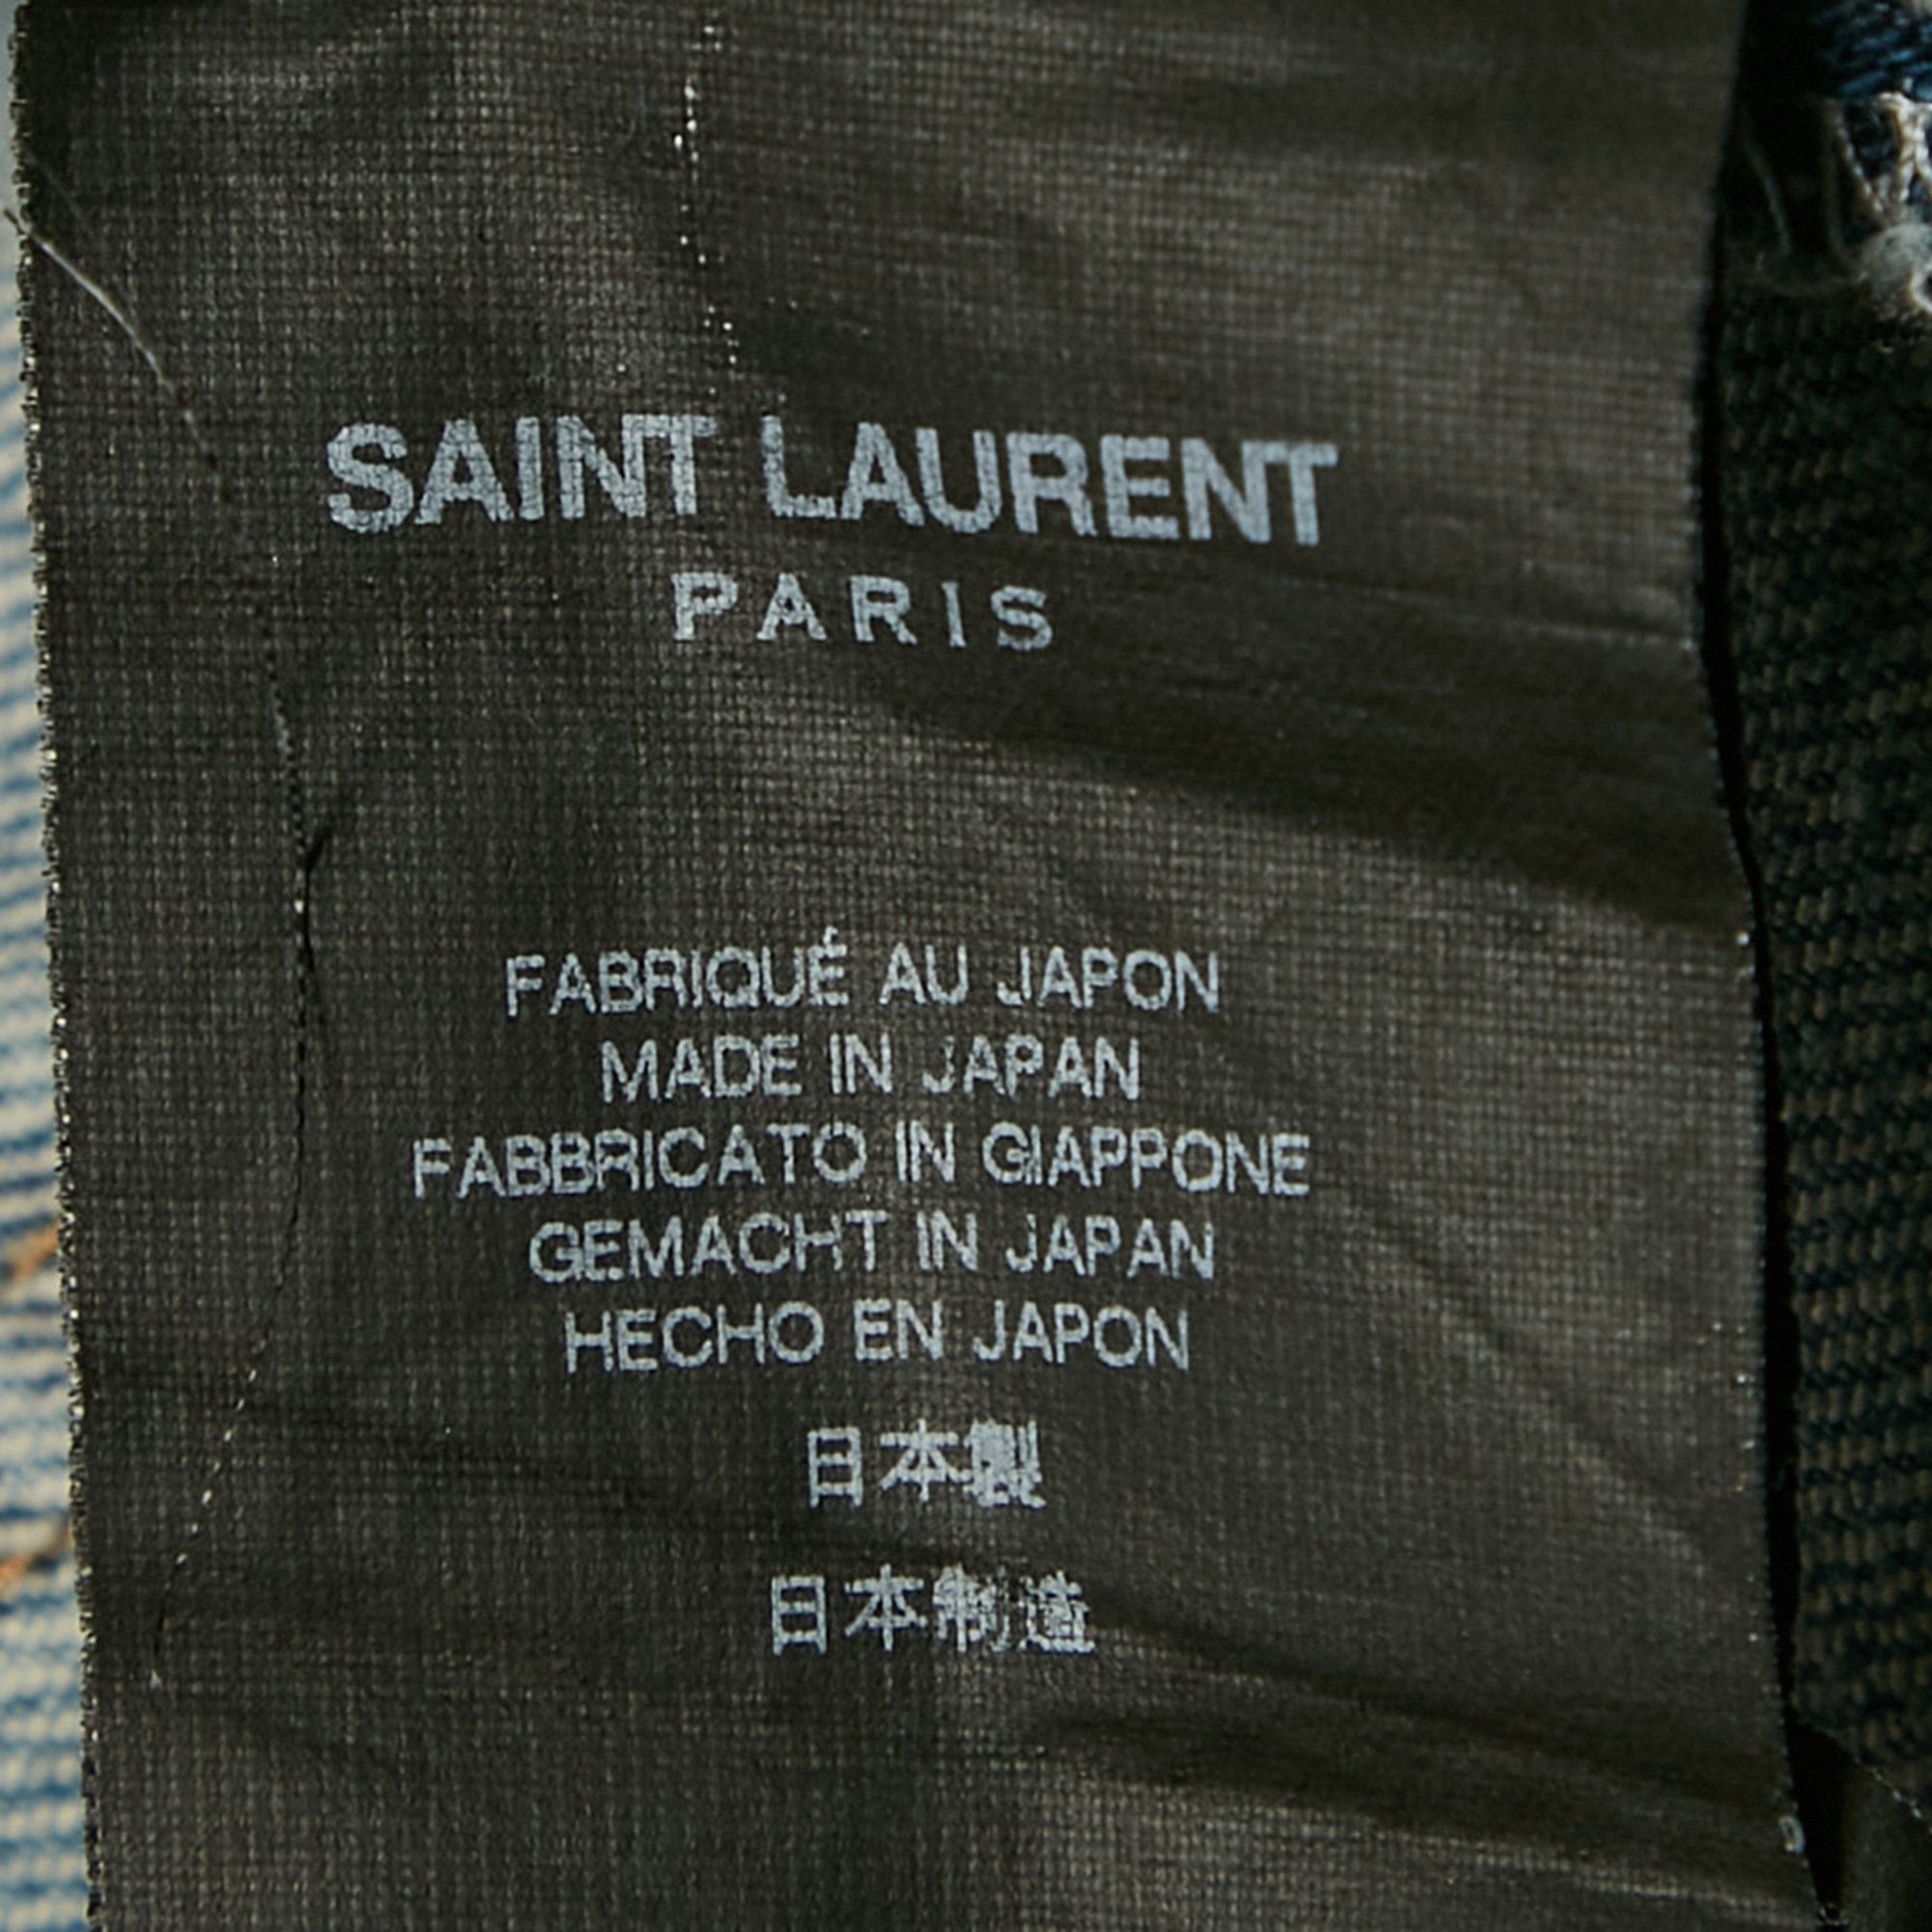 SAINT LAURENT
PARIS
FABRIQUÉ AU JAPON
MADE IN JAPAN
FABBRICATO IN GIAPPONE
GEMACHT IN JAPAN
HECHO EN JAPON
日本製
日本制造